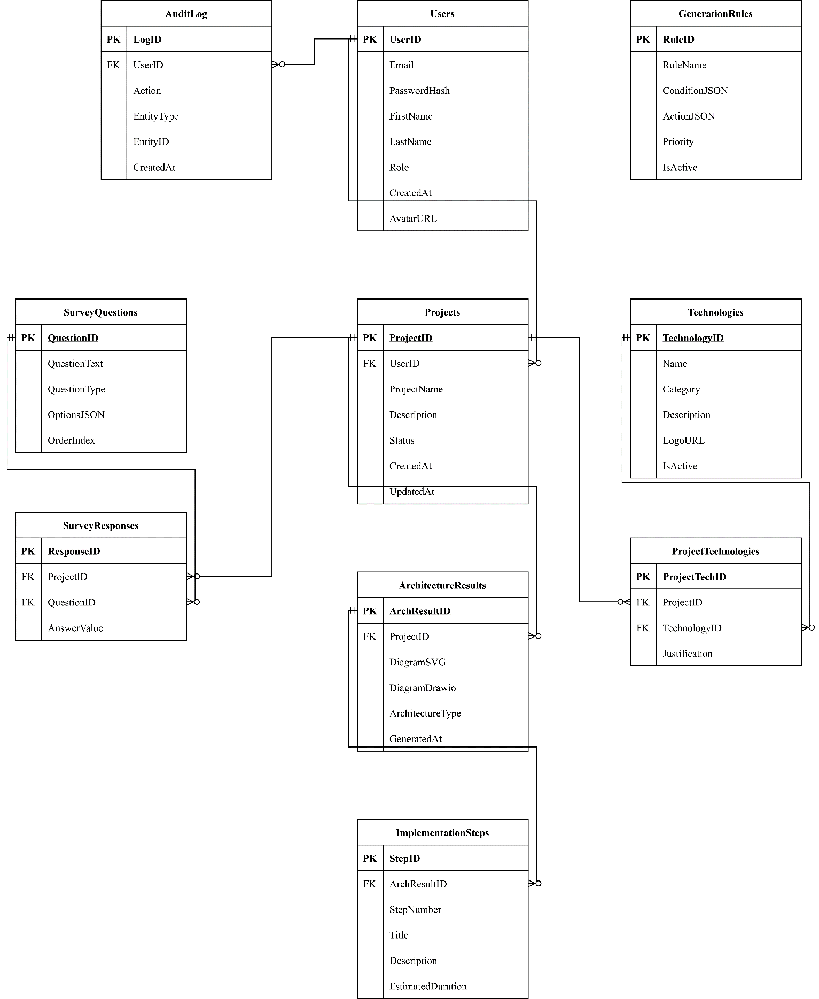 AuditLog
PK LogID
FK UserID
Action
EntityType
EntityID
CreatedAt
Users
PK UserID
Email
PasswordHash
FirstName
LastName
Role
CreatedAt
AvatarURL
GenerationRules
PK RuleID
RuleName
ConditionJSON
ActionJSON
Priority
IsActive
SurveyQuestions
PK QuestionID
QuestionText
QuestionType
OptionsJSON
OrderIndex
Projects
PK ProjectID
FK UserID
ProjectName
Description
Status
CreatedAt
UpdatedAt
Technologies
PK TechnologyID
Name
Category
Description
LogoURL
IsActive
SurveyResponses
PK ResponseID
FK ProjectID
FK QuestionID
AnswerValue
ArchitectureResults
PK ArchResultID
FK ProjectID
DiagramSVG
DiagramDrawio
ArchitectureType
GeneratedAt
ProjectTechnologies
PK ProjectTechID
FK ProjectID
FK TechnologyID
Justification
ImplementationSteps
PK StepID
FK ArchResultID
StepNumber
Title
Description
EstimatedDuration